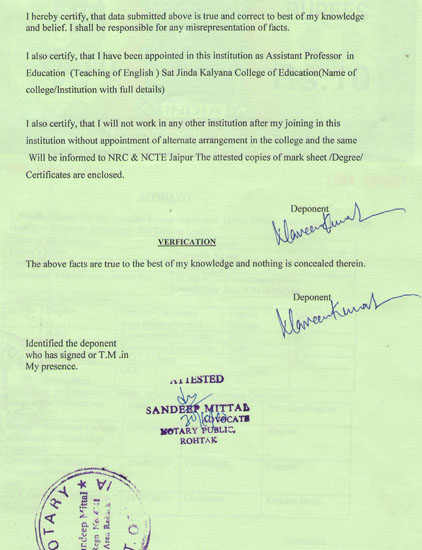 I hereby certify, that data submitted above is true and correct to best of my knowledge
and belief. I shall be responsible for any misrepresentation of facts.
I also certify, that I have been appointed in this institution as Assistant Professor in
Education (Teaching of English ) Sat Jinda Kalyana College of Education(Name of
college/Institution with full details)
I also certify, that I will not work in any other institution after my joining in this
institution without appointment of alternate arrangement in the college and the same
Will be informed to NRC & NCTE Jaipur The attested copies of mark sheet /Degree/
Certificates are enclosed.
Deponent
Naveen Kumar
VERFICATION
The above facts are true to the best of my knowledge and nothing is concealed therein.
Deponent
Naveen Kumar
Identified the deponent
who has signed or T.M .in
My presence.
ATTESTED
SANDEEP MITTAL
ADVOCATE
NOTARY PUBLIC,
ROHTAK
NOTARY
Sandeep Mittal
Regn No.
Area Rohtak